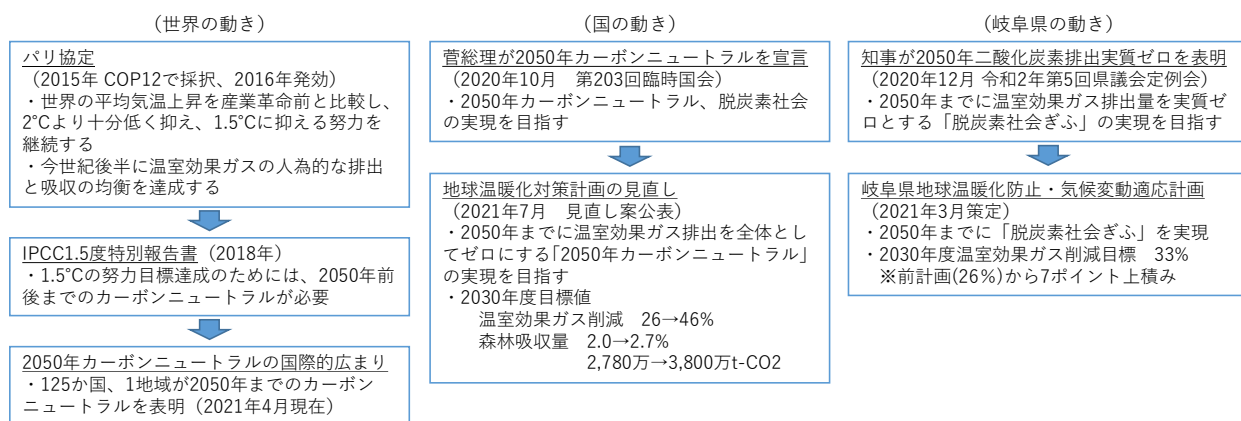 (世界の動き)
パリ協定
(2015年 COP12で採択、2016年発効)
・世界の平均気温上昇を産業革命前と比較し、
2℃より十分低く抑え、1.5℃に抑える努力を
継続する
・今世紀後半に温室効果ガスの人為的な排出
と吸収の均衡を達成する
IPCC1.5度特別報告書(2018年)
・1.5℃の努力目標達成のためには、2050年前
後までのカーボンニュートラルが必要
2050年カーボンニュートラルの国際的広まり
・125か国、1地域が2050年までのカーボン
ニュートラルを表明(2021年4月現在)
(国の動き)
菅総理が2050年カーボンニュートラルを宣言
(2020年10月 第203回臨時国会)
・2050年カーボンニュートラル、脱炭素社会
の実現を目指す
地球温暖化対策計画の見直し
(2021年7月 見直し案公表)
・2050年までに温室効果ガス排出を全体とし
てゼロにする「2050年カーボンニュートラル」
の実現を目指す
・2030年度目標値
温室効果ガス削減 26→46%
森林吸収量 2.0→2.7%
2,780万→3,800万t-CO2
(岐阜県の動き)
知事が2050年二酸化炭素排出実質ゼロを表明
(2020年12月 令和2年第5回県議会定例会)
・2050年までに温室効果ガス排出量を実質ゼ
ロとする「脱炭素社会ぎふ」の実現を目指す
岐阜県地球温暖化防止・気候変動適応計画
(2021年3月策定)
・2050年までに「脱炭素社会ぎふ」を実現
・2030年度温室効果ガス削減目標 33%
※前計画(26%)から7ポイント上積み